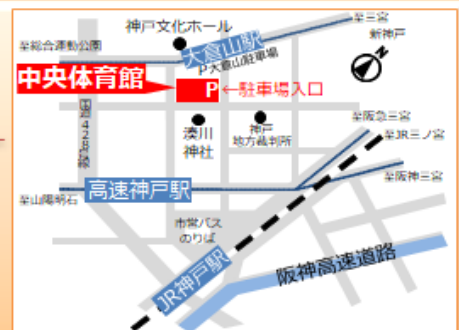 神戸文化ホール
至三宮
新神戸
至総合運動公園
大倉山駅
P大倉山駐車場
中央体育館
P
←駐車場入口
国道428号線
湊川
神社
神戸
地方裁判所
至阪急三宮
至JR三ノ宮
至阪神三宮
高速神戸駅
至山陽明石
市営バス
のりば
JR神戸駅
阪神高速道路